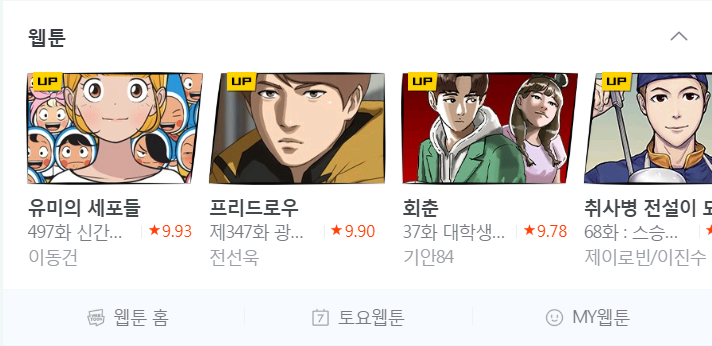 웹툰
UP UP UP UP
유미의 세포들 프리드로우 회춘 취사병 전설이
497화 신간... ★9.93 제347화 광... ★9.90 37화 대학생... ★9.78 68화 : 스승... ★
이동건 전선욱 기안84 제이로빈/이진수
웹툰 홈 7 토요웹툰 MY웹툰